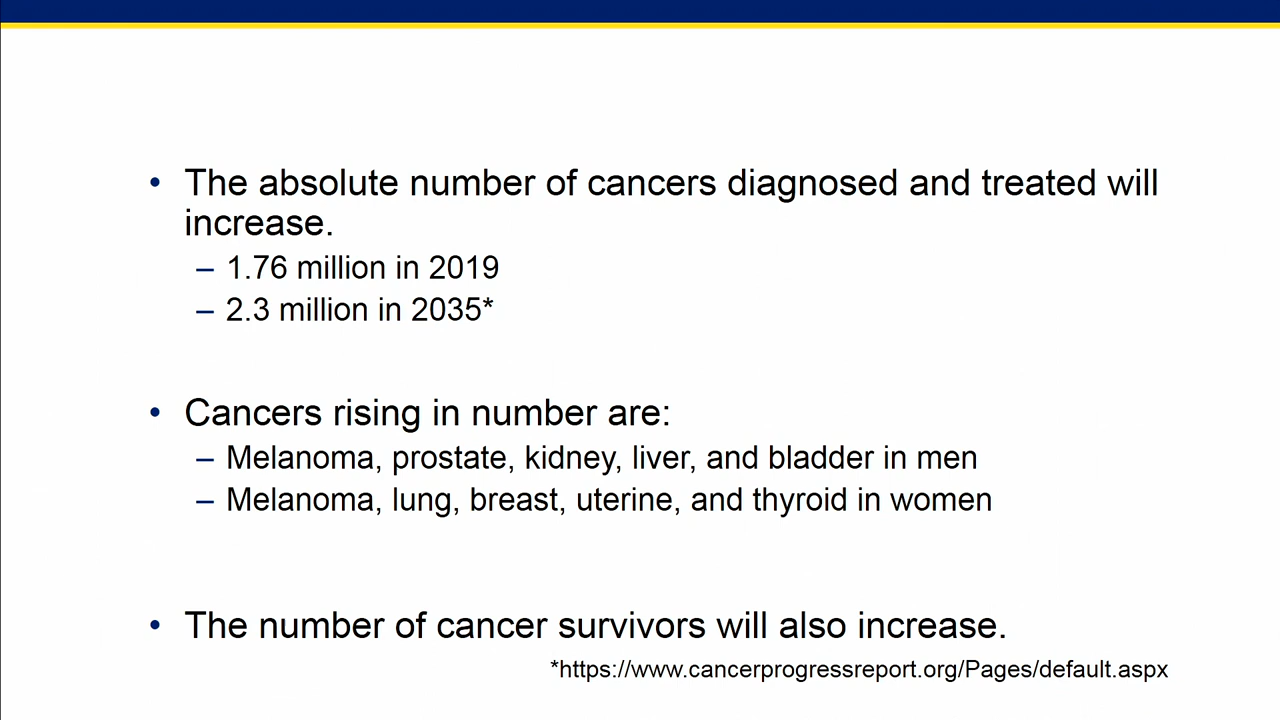 • The absolute number of cancers diagnosed and treated will
increase.
– 1.76 million in 2019
– 2.3 million in 2035*
• Cancers rising in number are:
– Melanoma, prostate, kidney, liver, and bladder in men
– Melanoma, lung, breast, uterine, and thyroid in women
• The number of cancer survivors will also increase.
*https://www.cancerprogressreport.org/Pages/default.aspx